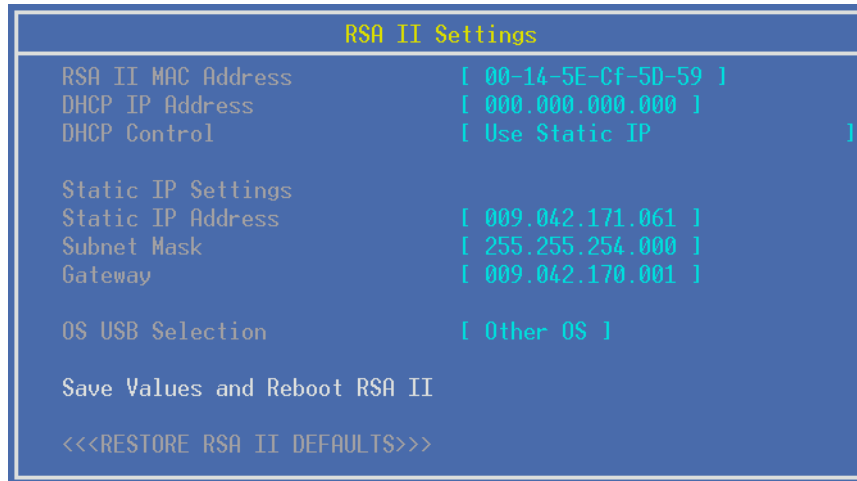 RSA II Settings
RSA II MAC Address [ 00-14-5E-Cf-5D-59 ]
DHCP IP Address [ 000.000.000.000 ]
DHCP Control [ Use Static IP ]
Static IP Settings
Static IP Address [ 009.042.171.061 ]
Subnet Mask [ 255.255.254.000 ]
Gateway [ 009.042.170.001 ]
OS USB Selection [ Other OS ]
Save Values and Reboot RSA II
<<<RESTORE RSA II DEFAULTS>>>